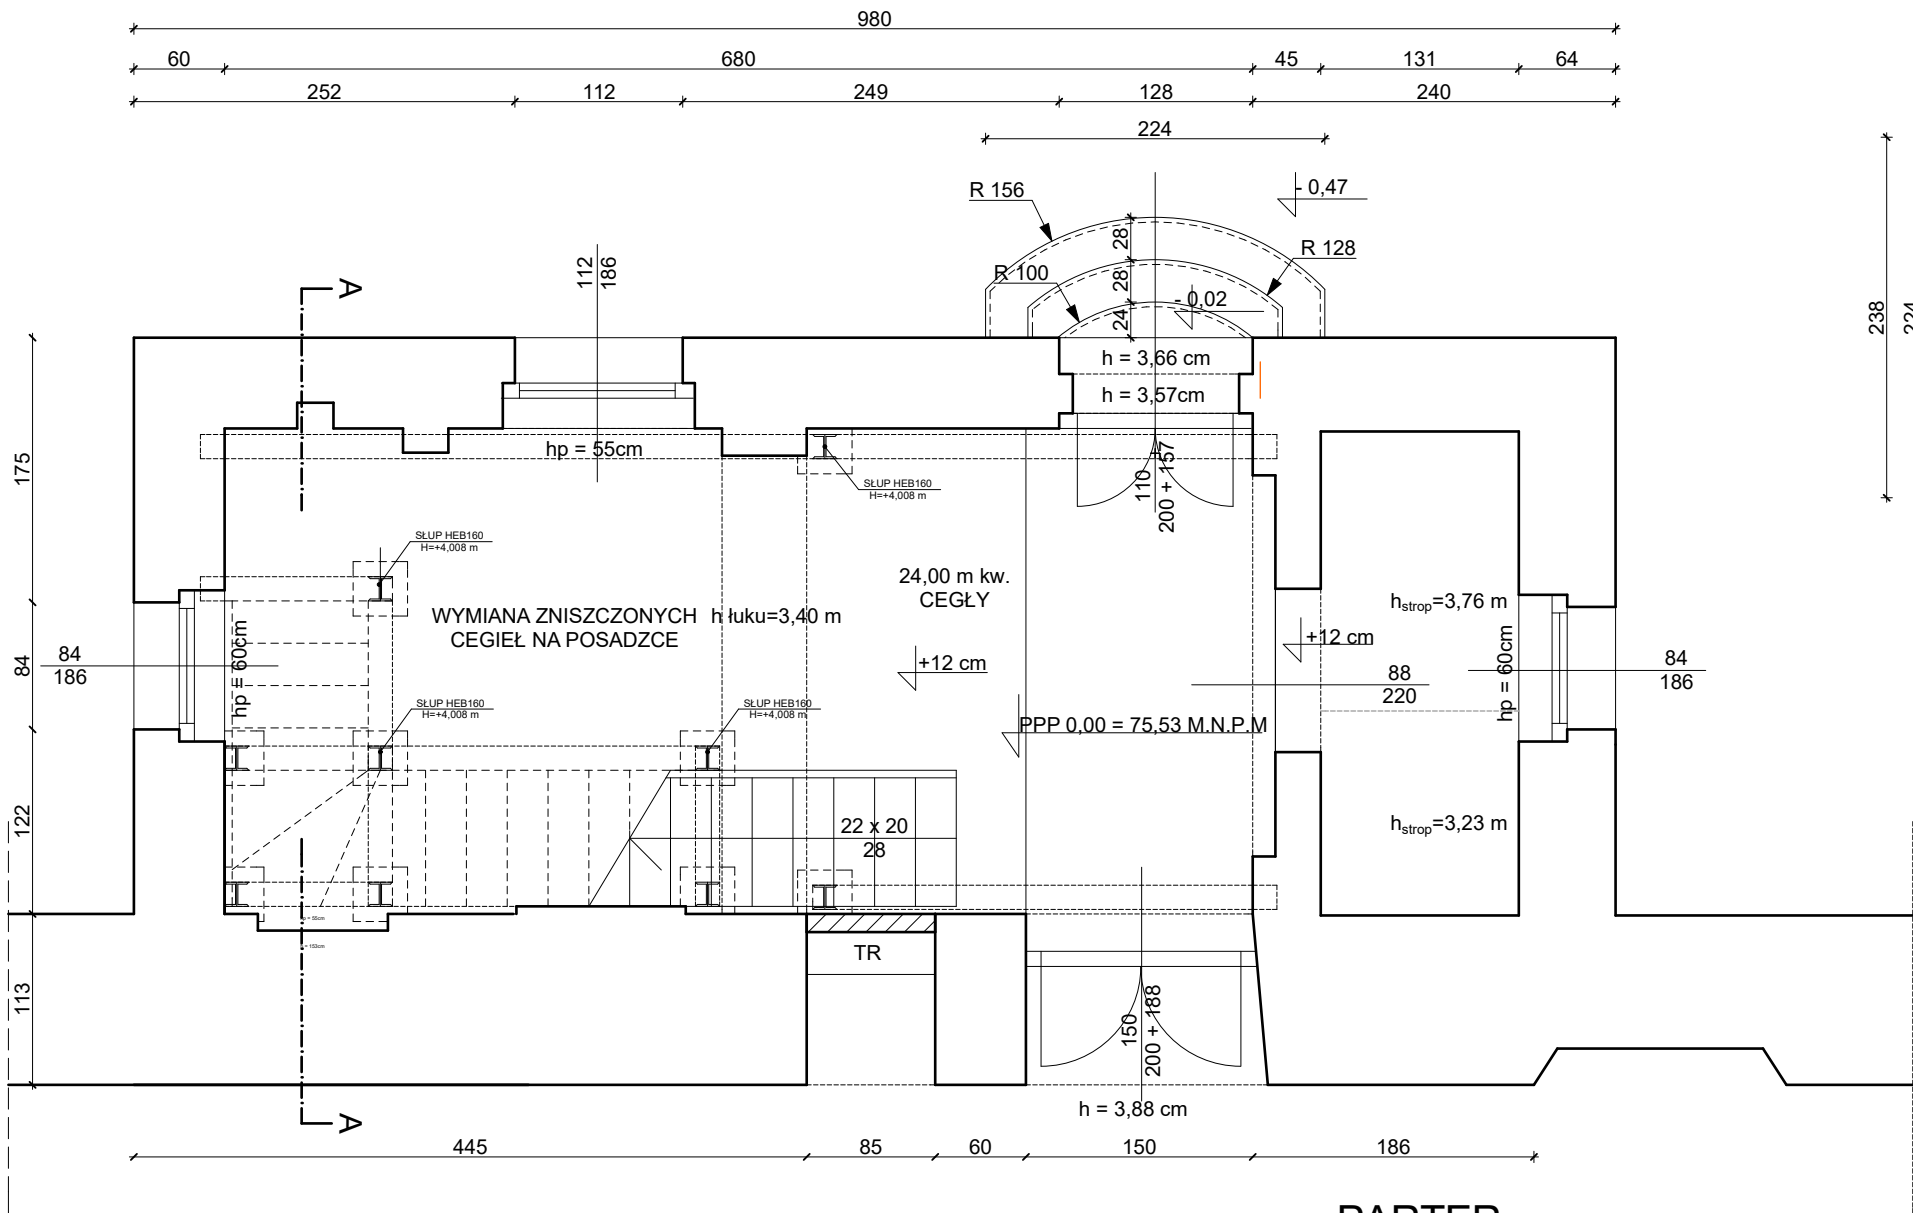 980
60 680 45 131 64
252 112 249 128 240
224
R 156
- 0,47
28
R 128
28
R 100
- 0,02
24
112
186
A
238
224
h = 3,66 cm
h = 3,57cm
hp = 55cm
175
SŁUP HEB160
H=+4,008 m
110
200 + 157
SŁUP HEB160
H=+4,008 m
24,00 m kw.
CEGŁY
WYMIANA ZNISZCZONYCH
CEGIEŁ NA POSADZCE
h łuku=3,40 m
hstrop=3,76 m
+12 cm
+12 cm
84
186
84
hp = 60cm
88
220
hp = 60cm
84
186
SŁUP HEB160
H=+4,008 m
SŁUP HEB160
H=+4,008 m
PPP 0,00 = 75,53 M.N.P.M
122
22 x 20
28
hstrop=3,23 m
TR
113
150
200 + 188
A
h = 3,88 cm
445 85 60 150 186
PARTER